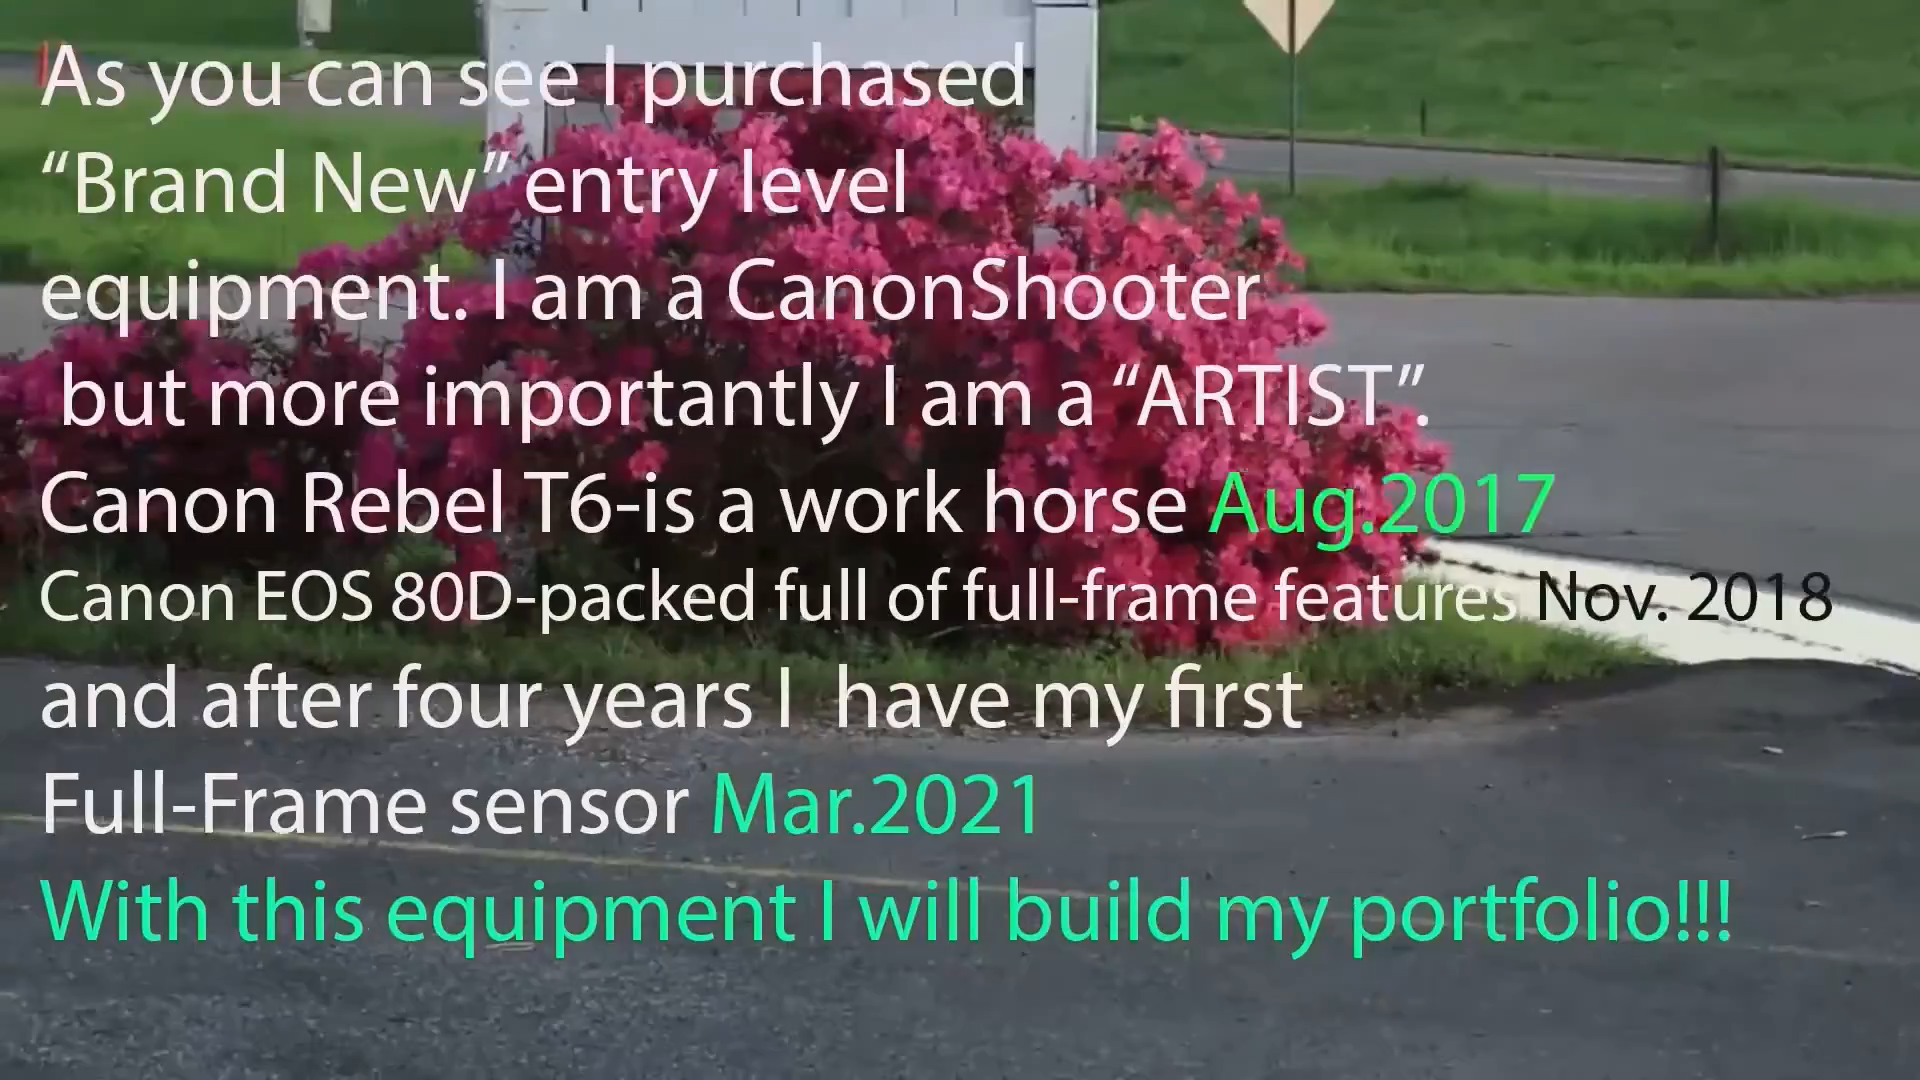 As you can see I purchased
“Brand New” entry level
equipment. I am a CanonShooter
but more importantly I am a “ARTIST”.
Canon Rebel T6-is a work horse Aug.2017
Canon EOS 80D-packed full of full-frame features Nov. 2018
and after four years I have my first
Full-Frame sensor Mar.2021
With this equipment I will build my portfolio!!!